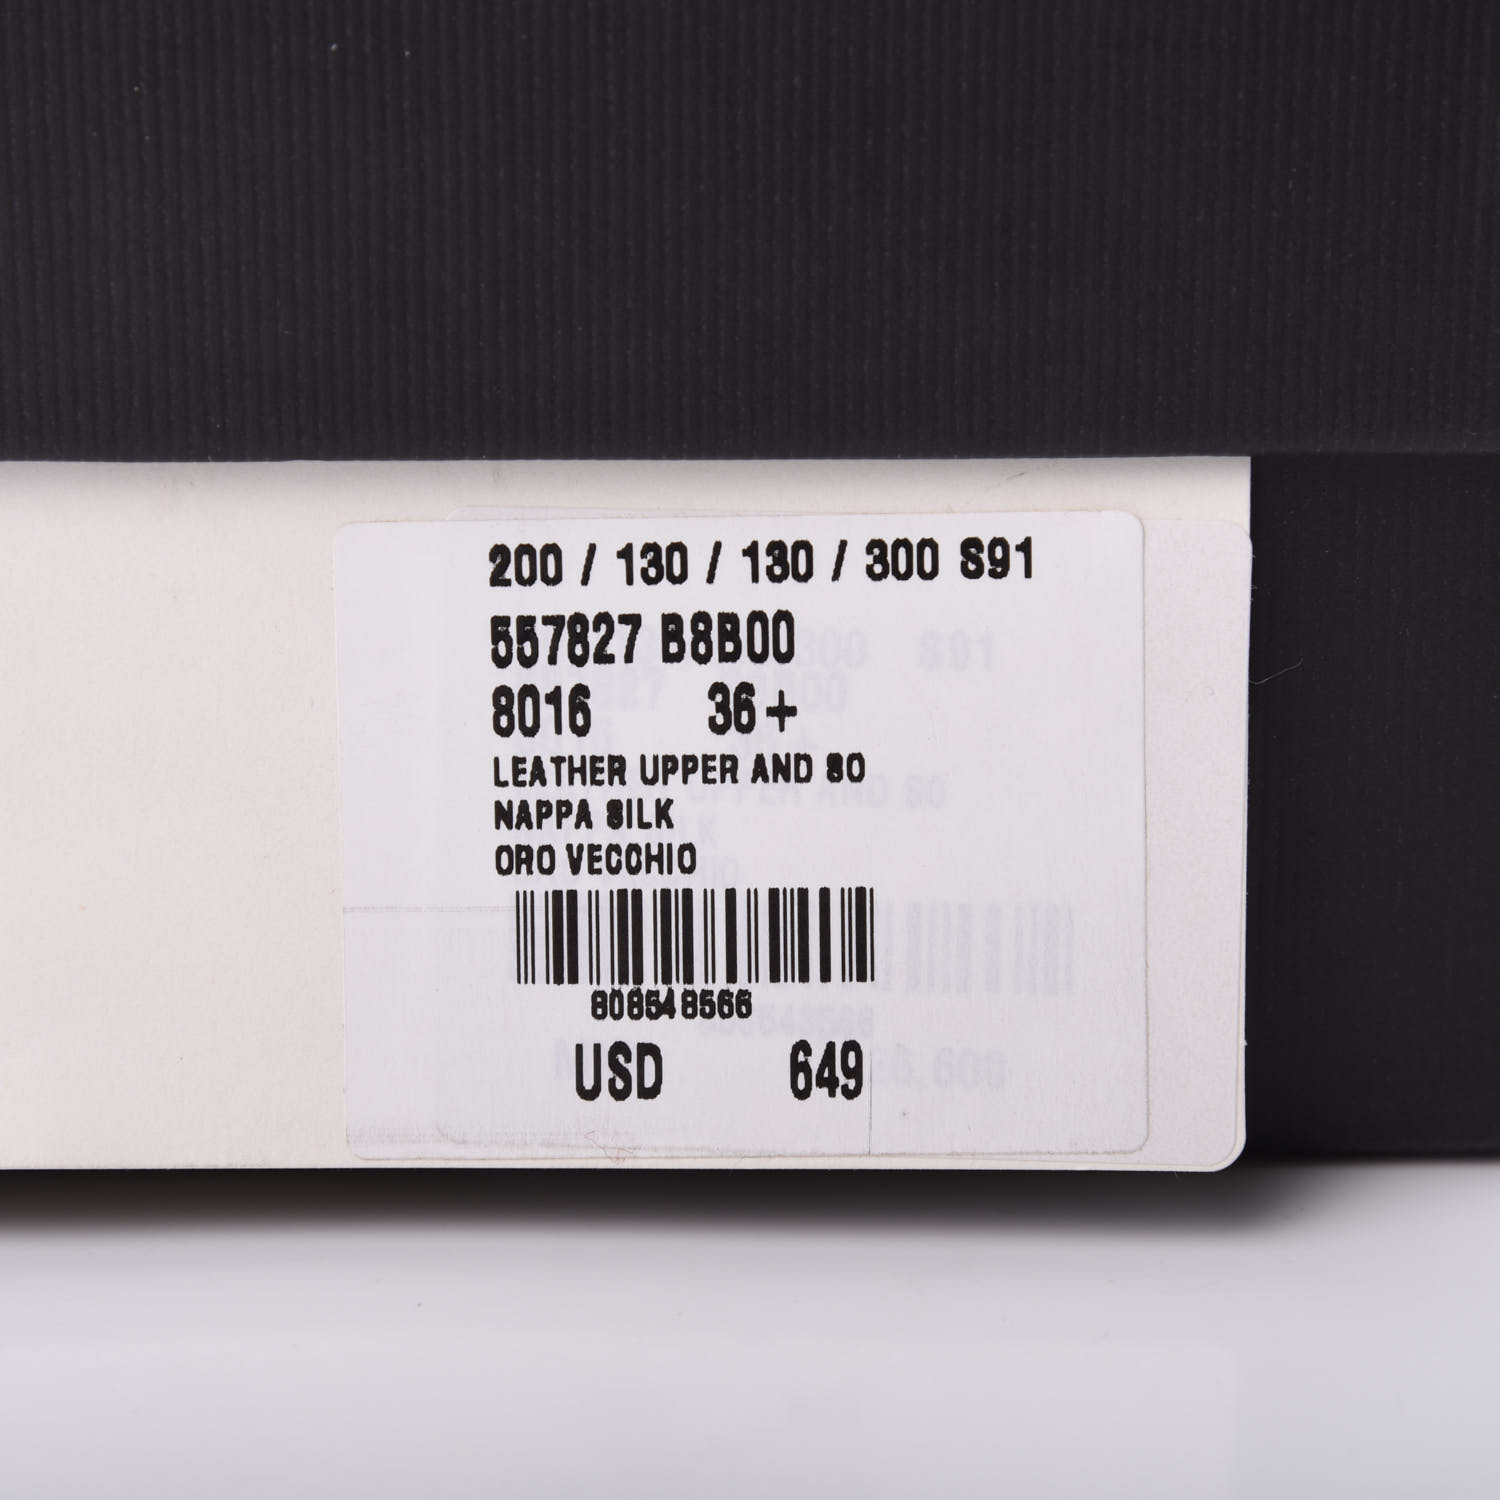 200 / 130 / 130 / 300 S91
557827 B8B00
8016 36+
LEATHER UPPER AND SO
NAPPA SILK
ORO VECCHIO
808548566
USD 649